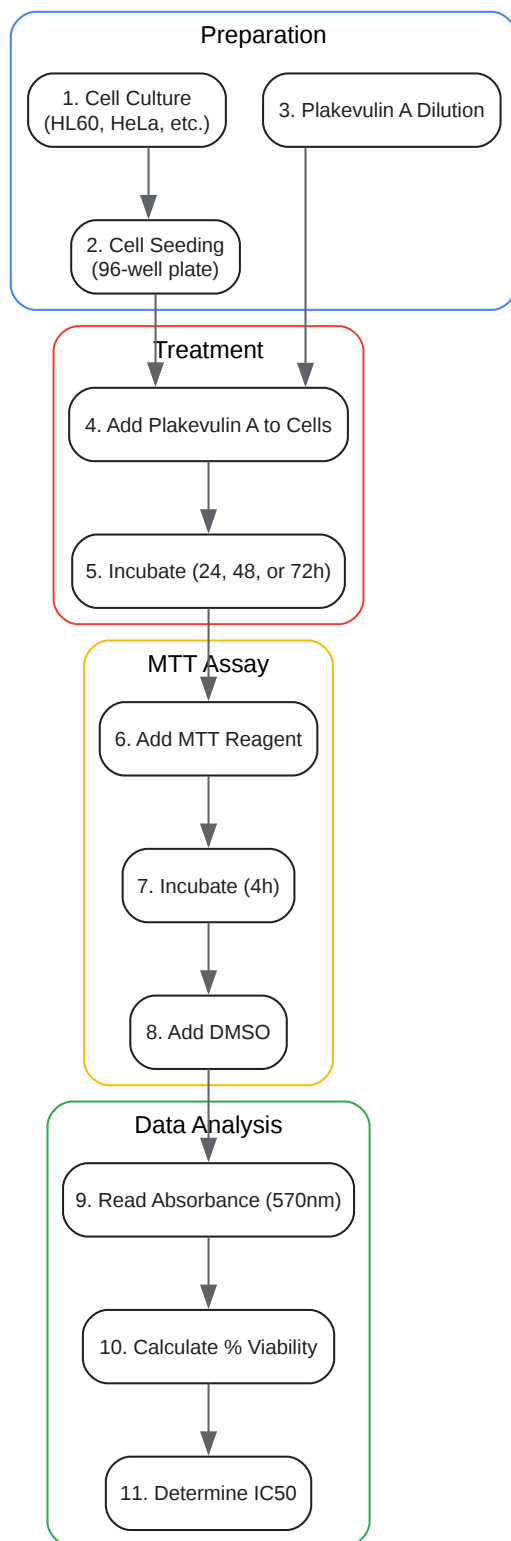 Preparation
1. Cell Culture
(HL60, HeLa, etc.)
3. Plakevulin A Dilution
2. Cell Seeding
(96-well plate)
Treatment
4. Add Plakevulin A to Cells
5. Incubate (24, 48, or 72h)
MTT Assay
6. Add MTT Reagent
7. Incubate (4h)
8. Add DMSO
Data Analysis
9. Read Absorbance (570nm)
10. Calculate % Viability
11. Determine IC50